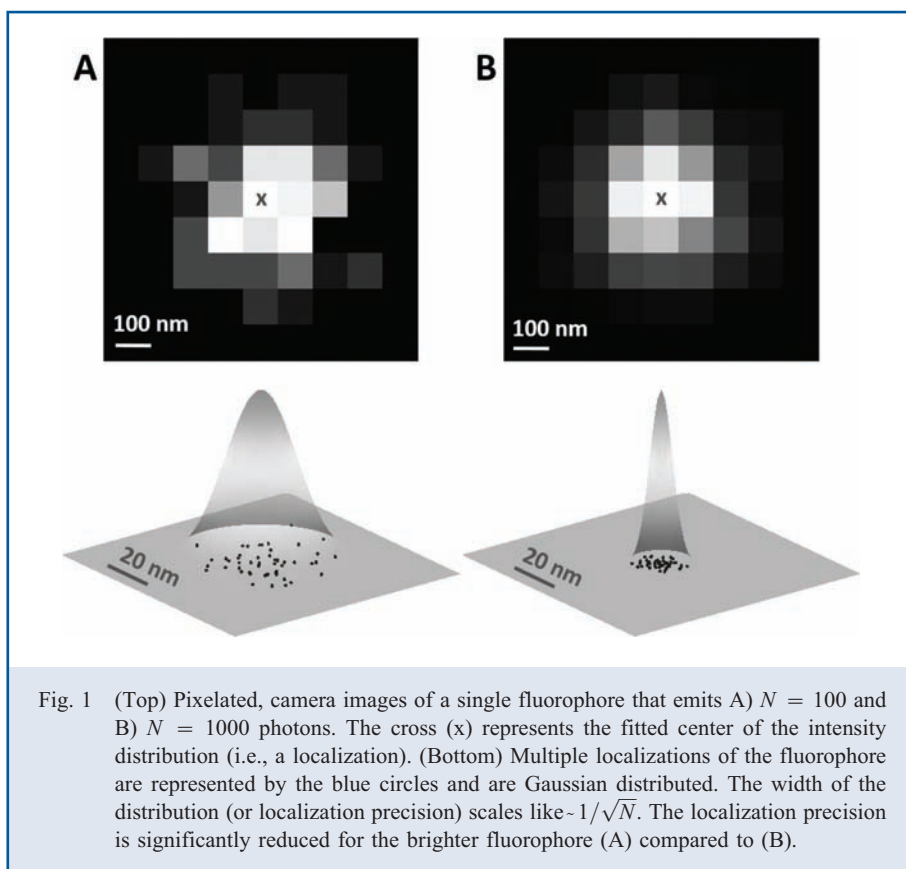 A
B
x
x
100 nm
100 nm
20 nm
20 nm
Fig. 1 (Top) Pixelated, camera images of a single fluorophore that emits A) N = 100 and
B) N = 1000 photons. The cross (x) represents the fitted center of the intensity
distribution (i.e., a localization). (Bottom) Multiple localizations of the fluorophore
are represented by the blue circles and are Gaussian distributed. The width of the
distribution (or localization precision) scales like ~ 1/√N. The localization precision
is significantly reduced for the brighter fluorophore (A) compared to (B).